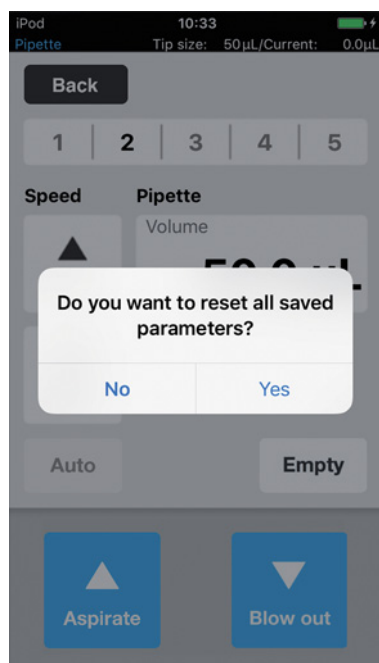 iPod 10:33
Pipette Tip size: 50µL/Current: 0.0µL
Back
1 2 3 4 5
Speed Pipette
Volume
Do you want to reset all saved
parameters?
No Yes
Auto Empty
Aspirate Blow out